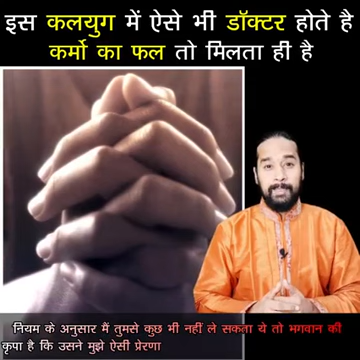 इस कलयुग में ऐसे भी डॉक्टर होते है
कर्मो का फल तो मिलता ही है
नियम के अनुसार मैं तुमसे कुछ भी नहीं ले सकता ये तो भगवान की
कृपा है कि उसने मुझे ऐसी प्रेरणा